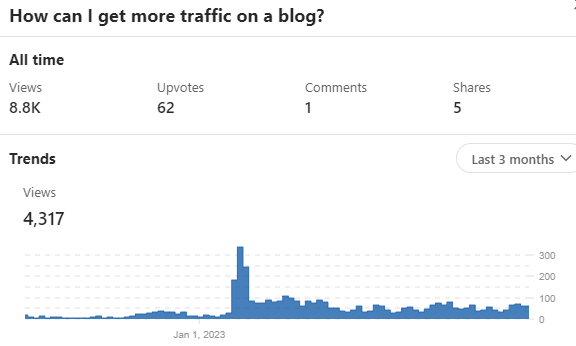 How can I get more traffic on a blog?
All time
Views Upvotes Comments Shares
8.8K 62 1 5
Trends Last 3 months
Views
4,317
300
200
100
0
Jan 1, 2023